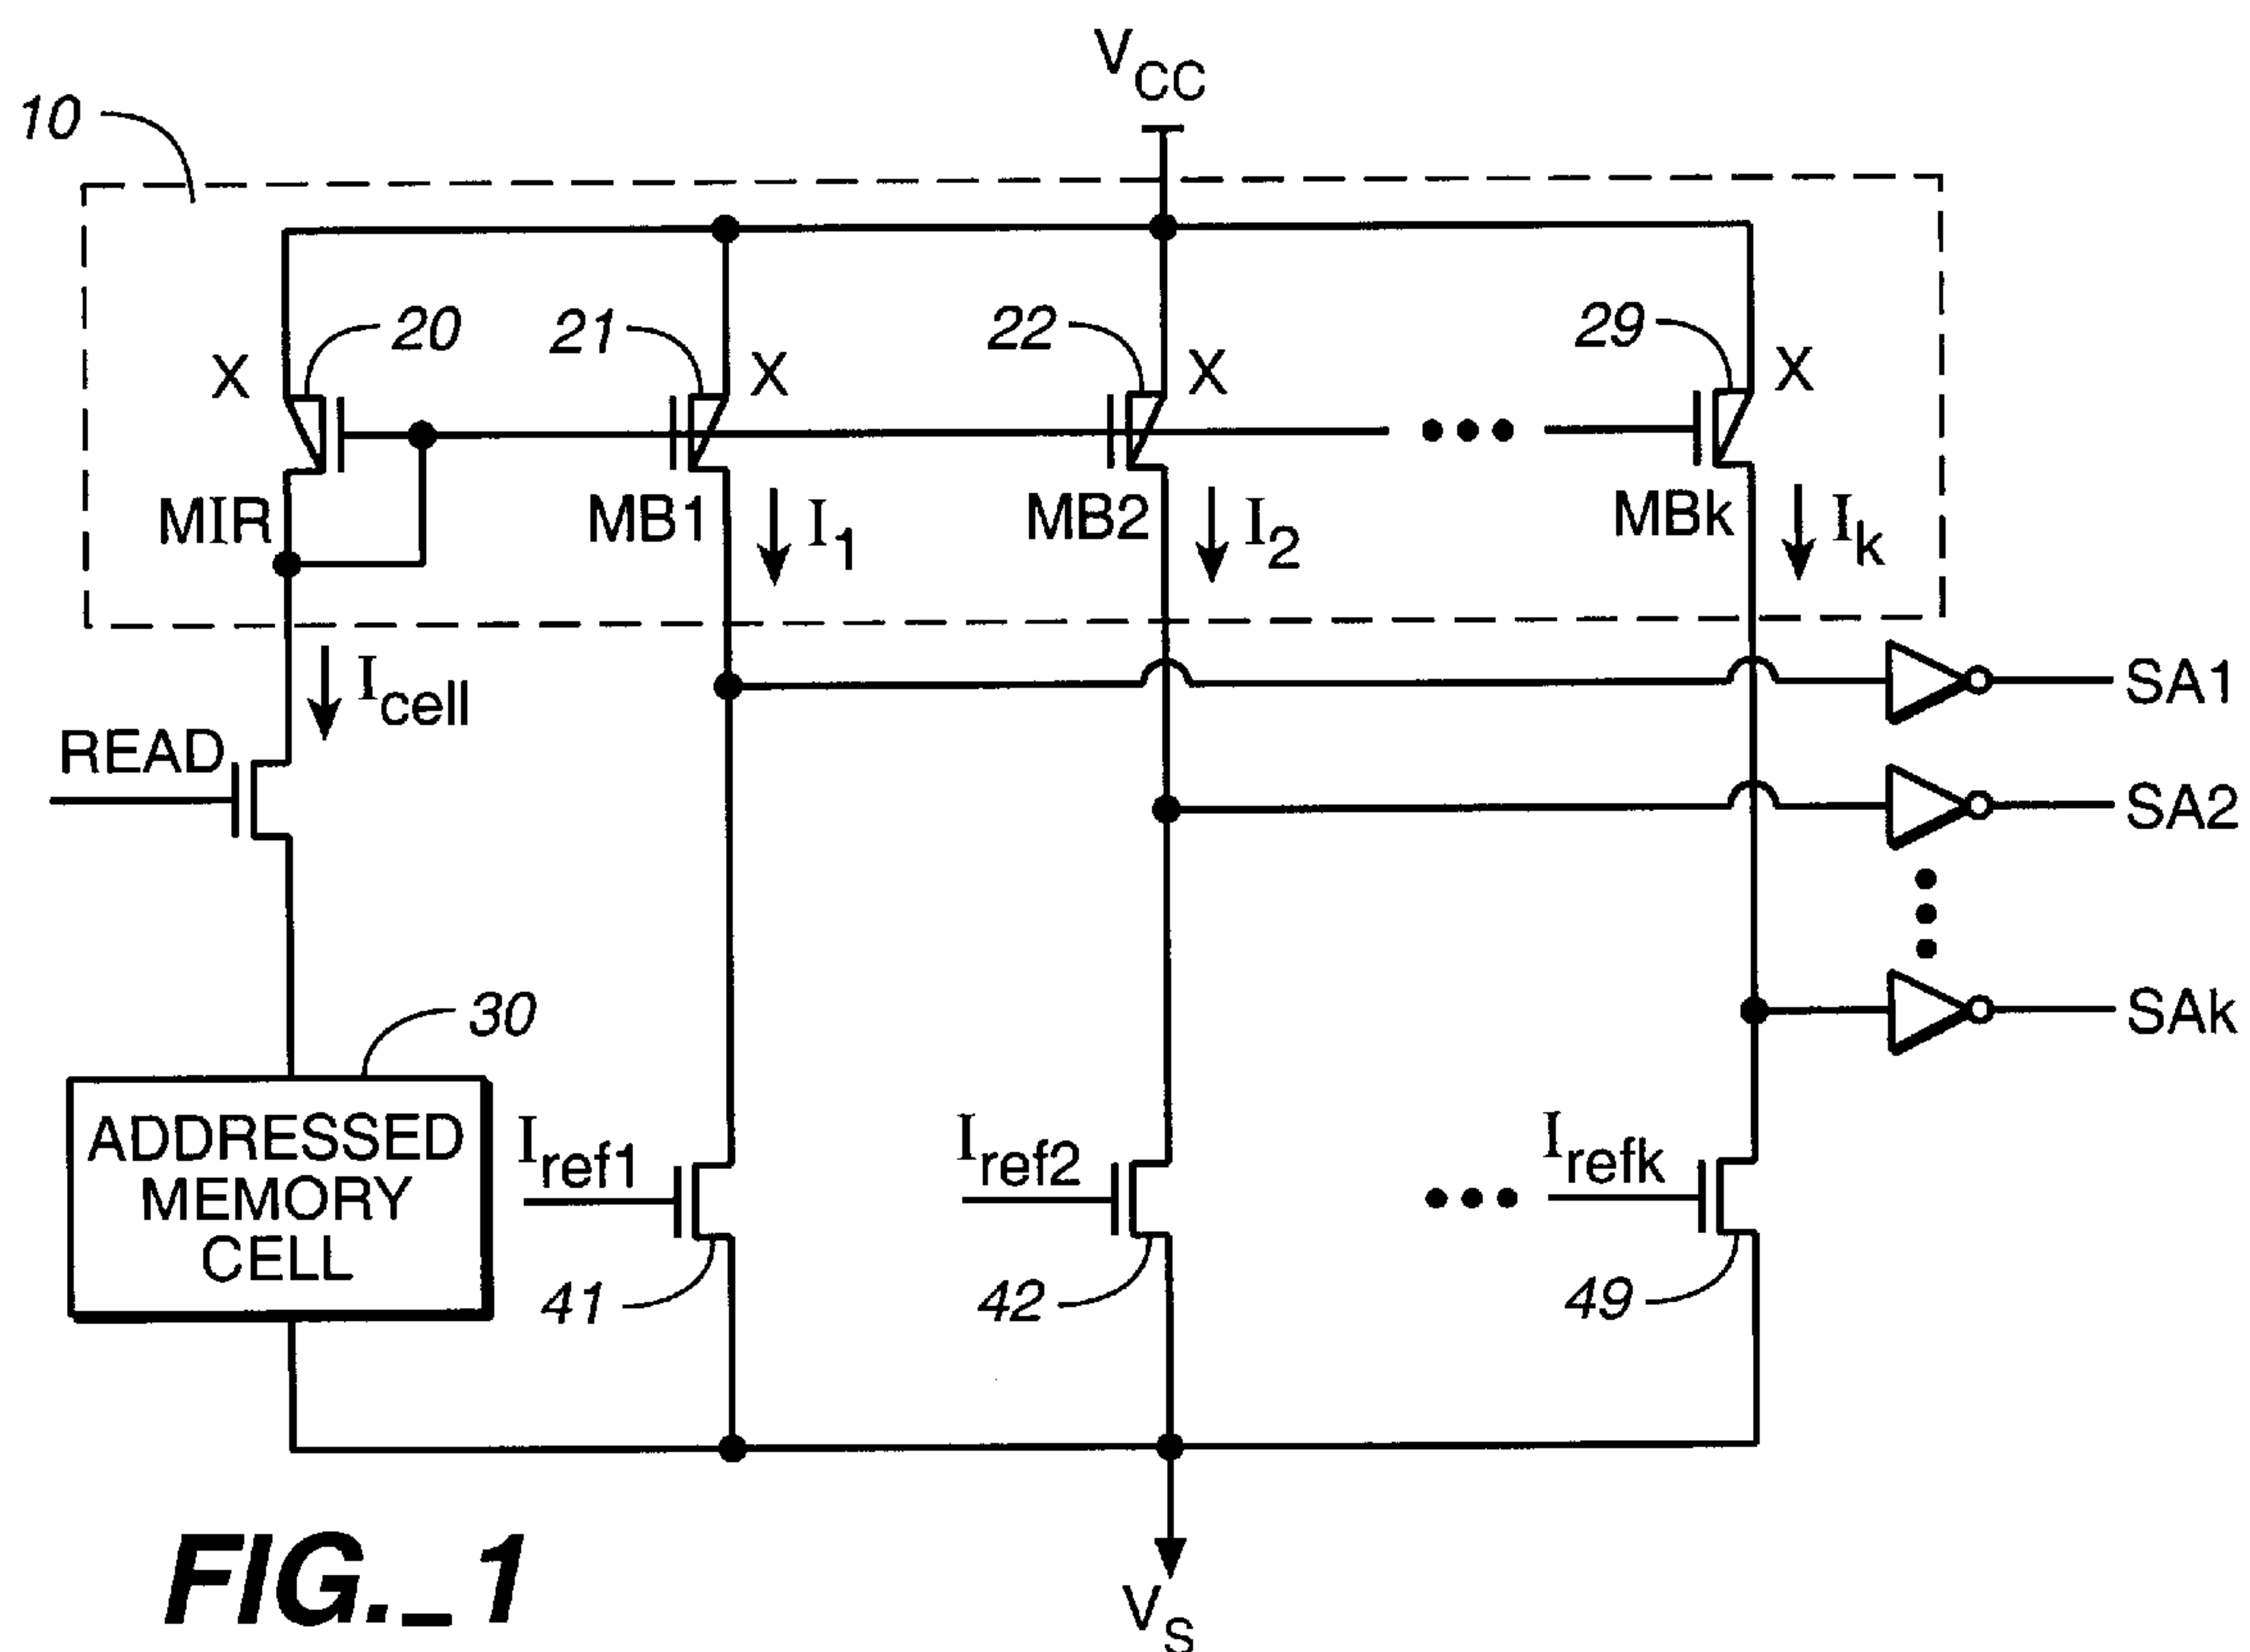 VCC
10
20
21
22
29
X
X
X
X
MIR
MB1
I1
MB2
I2
MBk
Ik
Icell
READ
SA1
SA2
SAk
30
ADDRESSED
MEMORY
CELL
Iref1
Iref2
Irefk
41
42
49
VS
FIG._1